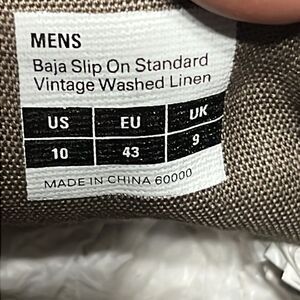 MENS
Baja Slip On Standard
Vintage Washed Linen
US EU UK
10 43 9
MADE IN CHINA 60000